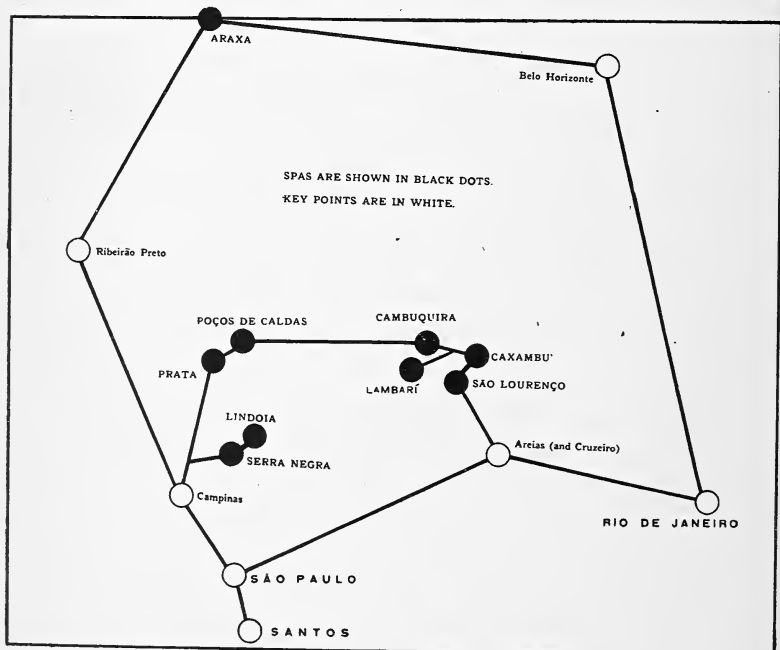 ARAXA
Belo Horizonte
SPAS ARE SHOWN IN BLACK DOTS.
KEY POINTS ARE IN WHITE.
Ribeirão Preto
POÇOS DE CALDAS
CAMBUQUIRA
PRATA
CAXAMBU'
LAMBARÍ
SÃO LOURENÇO
LINDOIA
SERRA NEGRA
Areias (and Cruzeiro)
Campinas
RIO DE JANEIRO
SÃO PAULO
SANTOS